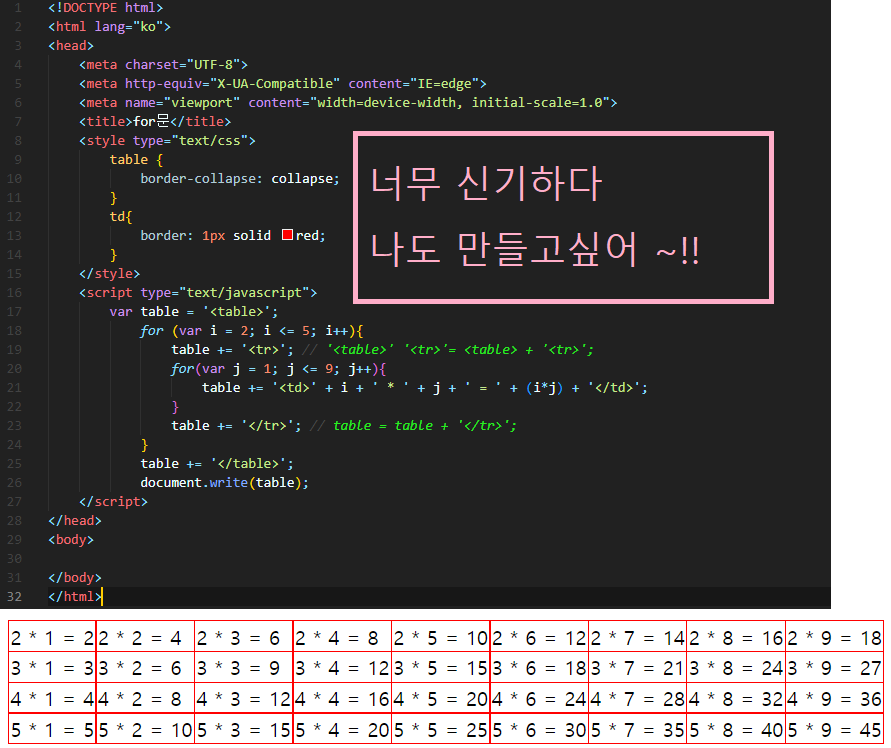 1 <!DOCTYPE html>
2 <html lang="ko">
3 <head>
4 <meta charset="UTF-8">
5 <meta http-equiv="X-UA-Compatible" content="IE=edge">
6 <meta name="viewport" content="width=device-width, initial-scale=1.0">
7 <title>for문</title>
8 <style type="text/css">
9 table {
10 border-collapse: collapse;
11 }
12 td{
13 border: 1px solid red;
14 }
15 </style>
16 <script type="text/javascript">
17 var table = '<table>';
18 for (var i = 2; i <= 5; i++){
19 table += '<tr>'; // '<table>' '<tr>'= <table> + '<tr>';
20 for(var j = 1; j <= 9; j++){
21 table += '<td>' + i + ' * ' + j + ' = ' + (i*j) + '</td>';
22 }
23 table += '</tr>'; // table = table + '</tr>';
24 }
25 table += '</table>';
26 document.write(table);
27 </script>
28 </head>
29 <body>
30
31 </body>
32 </html>
너무 신기하다
나도 만들고싶어 ~!!
2 * 1 = 2 2 * 2 = 4 2 * 3 = 6 2 * 4 = 8 2 * 5 = 10 2 * 6 = 12 2 * 7 = 14 2 * 8 = 16 2 * 9 = 18
3 * 1 = 3 3 * 2 = 6 3 * 3 = 9 3 * 4 = 12 3 * 5 = 15 3 * 6 = 18 3 * 7 = 21 3 * 8 = 24 3 * 9 = 27
4 * 1 = 4 4 * 2 = 8 4 * 3 = 12 4 * 4 = 16 4 * 5 = 20 4 * 6 = 24 4 * 7 = 28 4 * 8 = 32 4 * 9 = 36
5 * 1 = 5 5 * 2 = 10 5 * 3 = 15 5 * 4 = 20 5 * 5 = 25 5 * 6 = 30 5 * 7 = 35 5 * 8 = 40 5 * 9 = 45